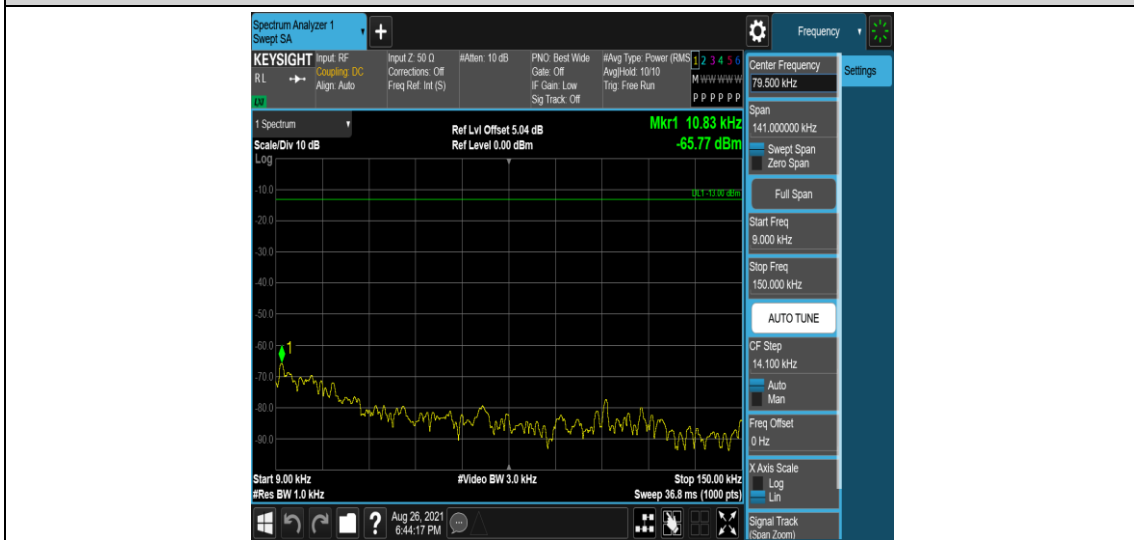 Spectrum Analyzer 1
Swept SA
+
Frequency
KEYSIGHT
RL
LXI
Input: RF
Coupling: DC
Align: Auto
Input Z: 50 Ω
Corrections: Off
Freq Ref: Int (S)
#Atten: 10 dB
PNO: Best Wide
Gate: Off
IF Gain: Low
Sig Track: Off
#Avg Type: Power (RMS
Avg|Hold: 10/10
Trig: Free Run
1 2 3 4 5 6
M W W W W W
P P P P P P
Center Frequency
79.500 kHz
Settings
Span
141.000000 kHz
Swept Span
Zero Span
Full Span
Start Freq
9.000 kHz
Stop Freq
150.000 kHz
AUTO TUNE
CF Step
14.100 kHz
Auto
Man
Freq Offset
0 Hz
X Axis Scale
Log
Lin
Signal Track
(Span Zoom)
1 Spectrum
Scale/Div 10 dB
Ref Lvl Offset 5.04 dB
Ref Level 0.00 dBm
Mkr1 10.83 kHz
-65.77 dBm
Log
DL1 -13.00 dBm
-10.0
-20.0
-30.0
-40.0
-50.0
-60.0
1
-70.0
-80.0
-90.0
Start 9.00 kHz
#Video BW 3.0 kHz
Stop 150.00 kHz
#Res BW 1.0 kHz
Sweep 36.8 ms (1000 pts)
?
Aug 26, 2021
6:44:17 PM